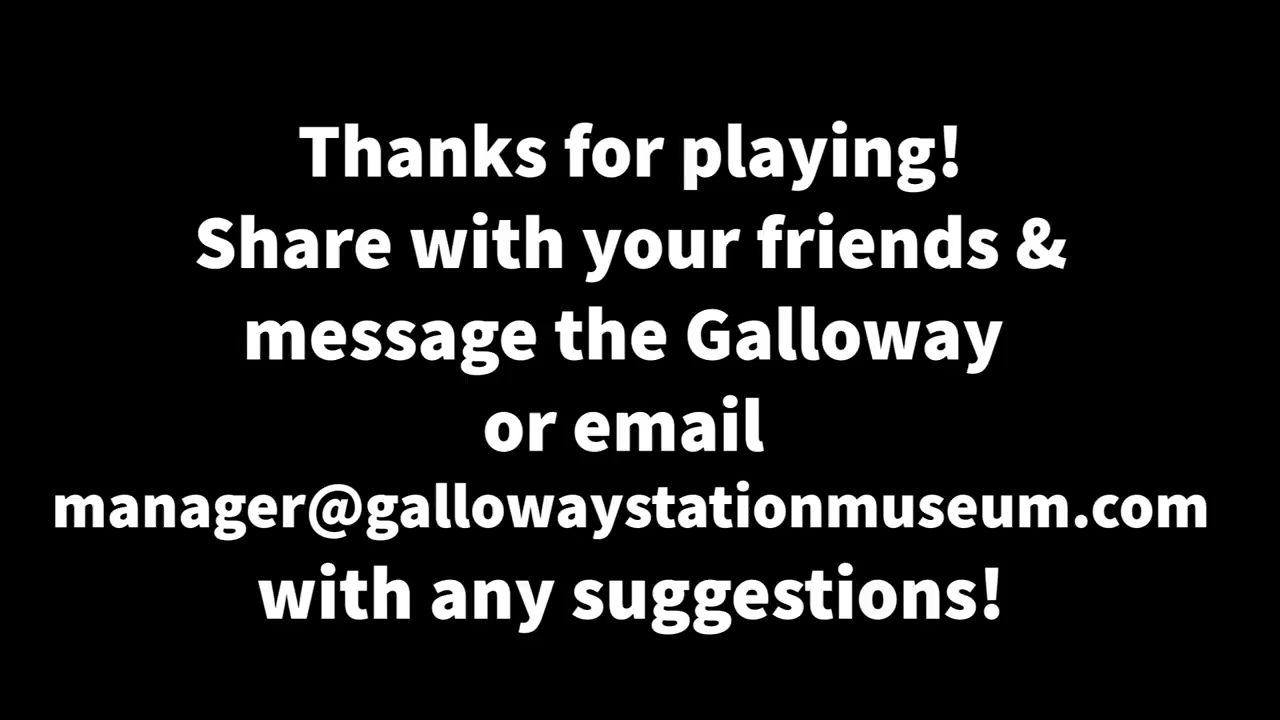 Thanks for playing!
Share with your friends &
message the Galloway
or email
manager@gallowaystationmuseum.com
with any suggestions!